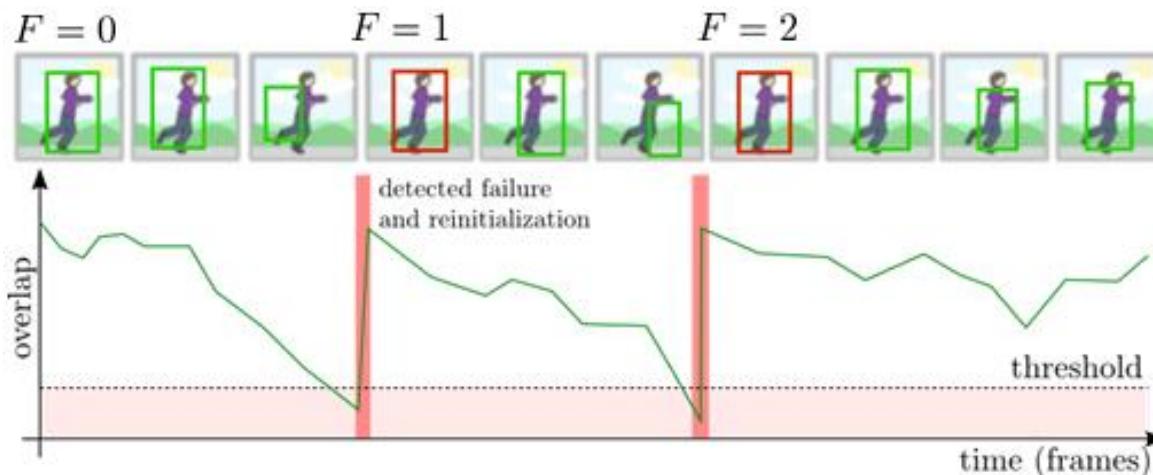 F = 0
F = 1
F = 2
detected failure
and reinitialization
overlap
threshold
time (frames)